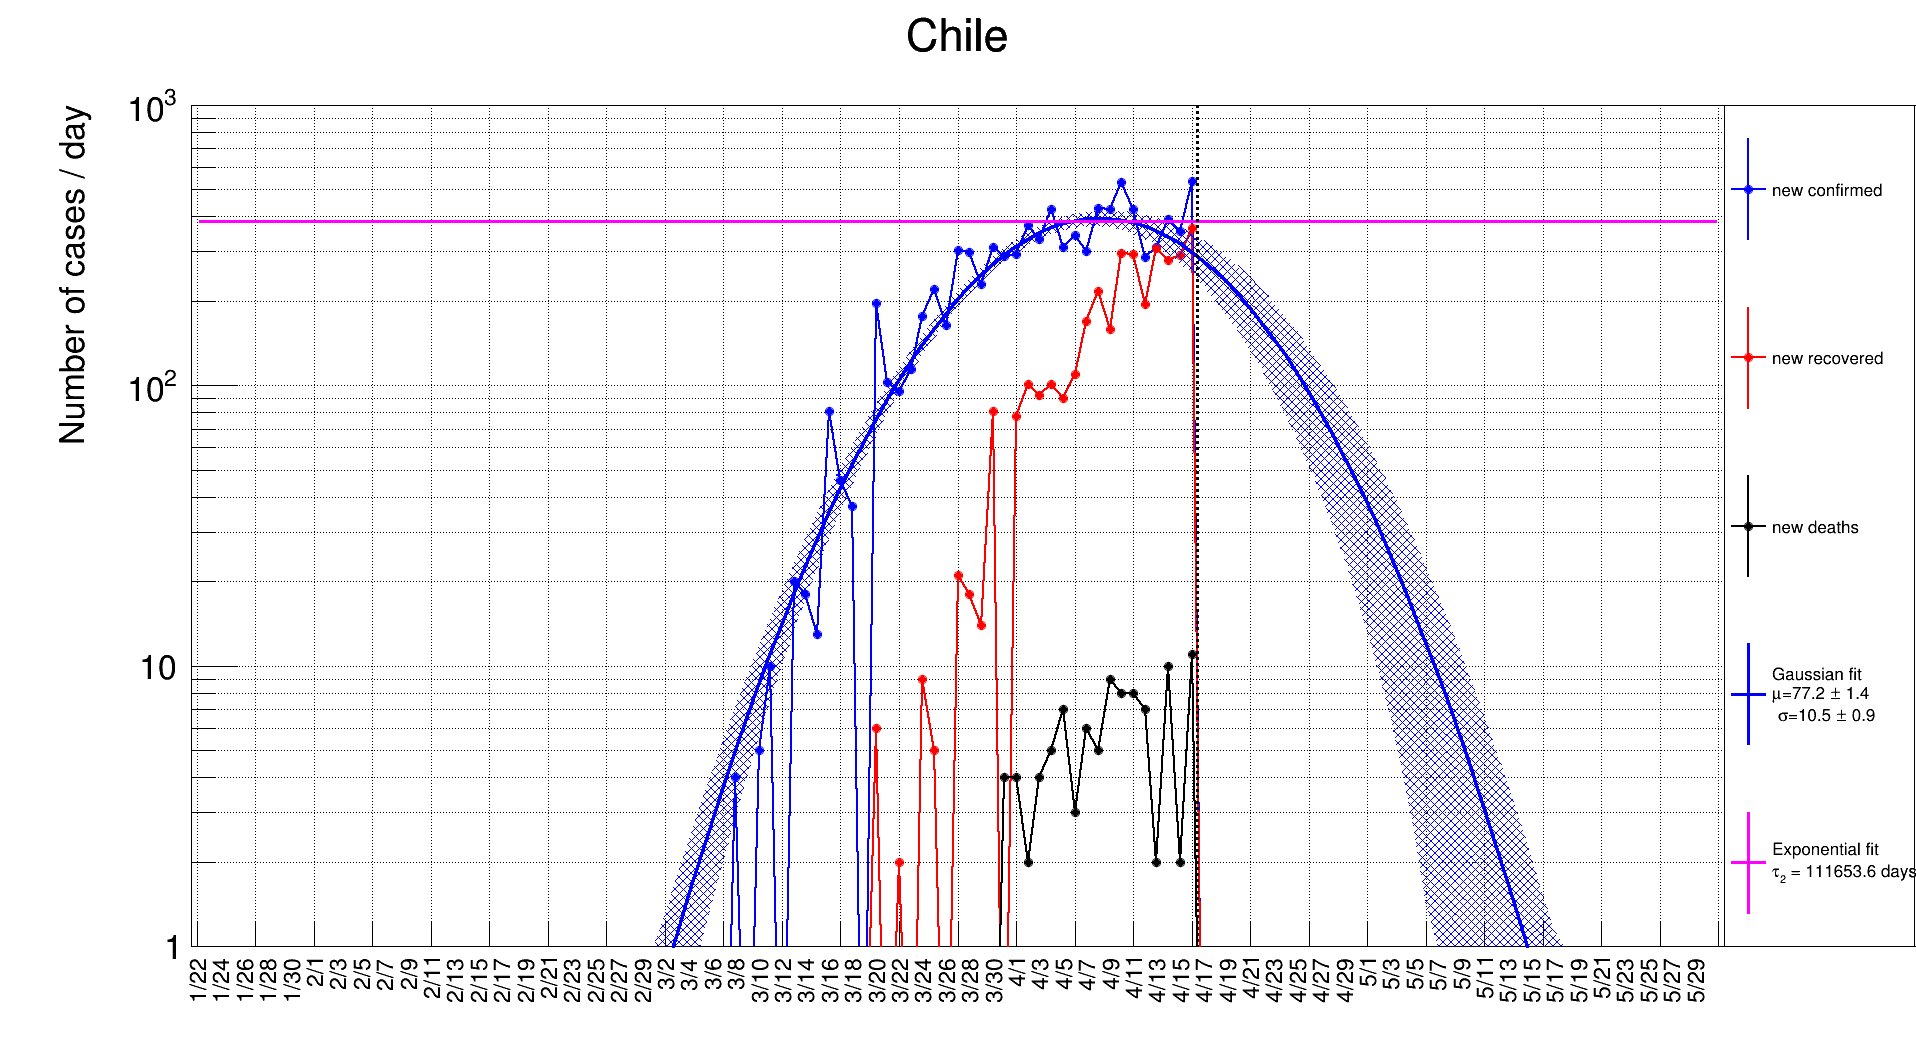 Chile
Number of cases / day
10³
10²
10
1
1/22 1/24 1/26 1/28 1/30 2/1 2/3 2/5 2/7 2/9 2/11 2/13 2/15 2/17 2/19 2/21 2/23 2/25 2/27 2/29 3/2 3/4 3/6 3/8 3/10 3/12 3/14 3/16 3/18 3/20 3/22 3/24 3/26 3/28 3/30 4/1 4/3 4/5 4/7 4/9 4/11 4/13 4/15 4/17 4/19 4/21 4/23 4/25 4/27 4/29 5/1 5/3 5/5 5/7 5/9 5/11 5/13 5/15 5/17 5/19 5/21 5/23 5/25 5/27 5/29
new confirmed
new recovered
new deaths
Gaussian fit
μ=77.2 ± 1.4
σ=10.5 ± 0.9
Exponential fit
τ₂ = 111653.6 days